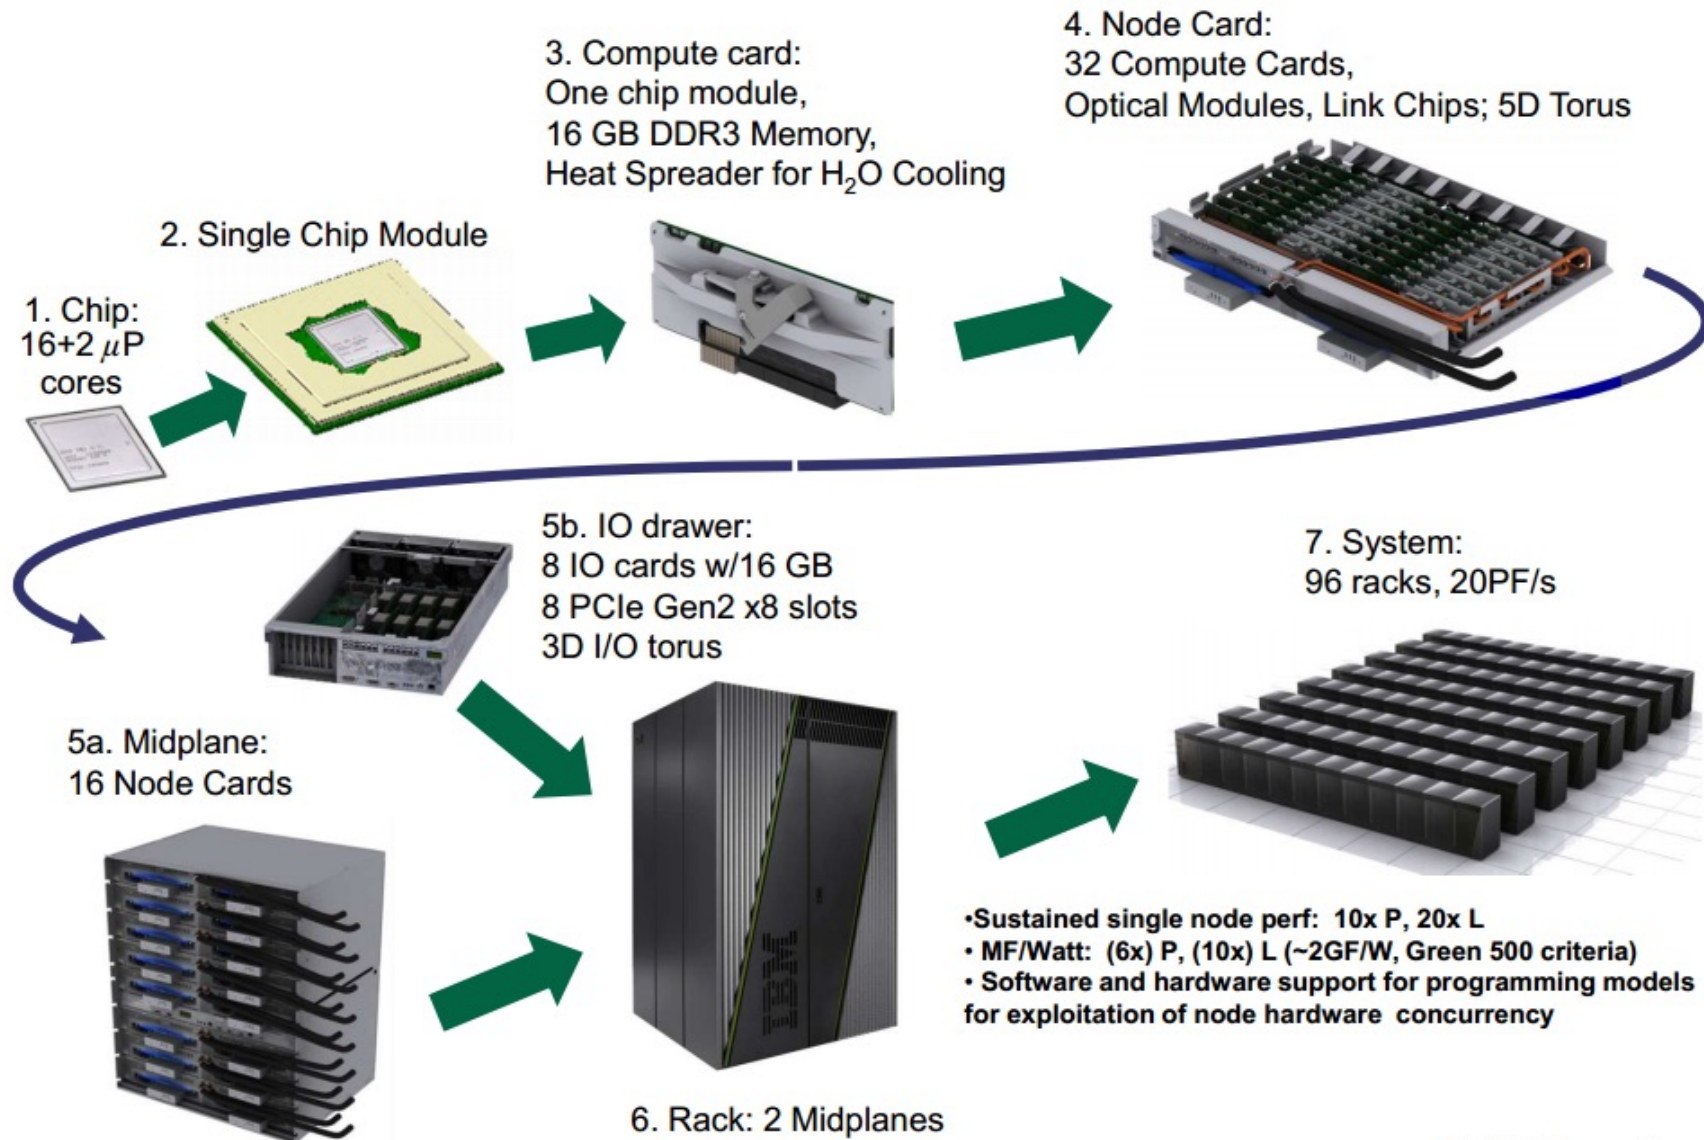 1. Chip:
16+2 μP
cores
2. Single Chip Module
3. Compute card:
One chip module,
16 GB DDR3 Memory,
Heat Spreader for H₂O Cooling
4. Node Card:
32 Compute Cards,
Optical Modules, Link Chips; 5D Torus
5a. Midplane:
16 Node Cards
5b. IO drawer:
8 IO cards w/16 GB
8 PCIe Gen2 x8 slots
3D I/O torus
IBM
6. Rack: 2 Midplanes
7. System:
96 racks, 20PF/s
•Sustained single node perf: 10x P, 20x L
• MF/Watt: (6x) P, (10x) L (~2GF/W, Green 500 criteria)
• Software and hardware support for programming models
for exploitation of node hardware concurrency